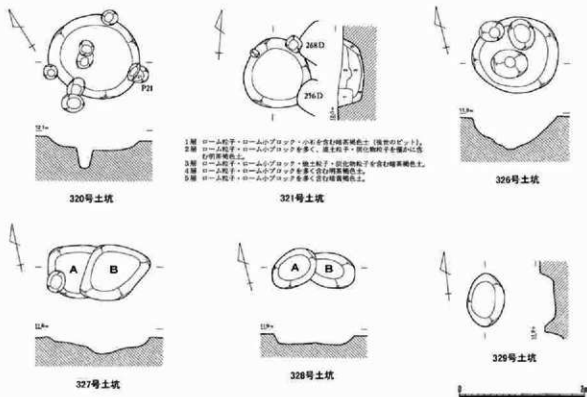 P21
12.1m
320号土坑
268D
256D
1層 ローム粒子・ローム小ブロック・小石を含む暗茶褐色土(後世のピット)。
2層 ローム粒子・ローム小ブロックを多く、焼土粒子・炭化物粒子を僅かに含
む明茶褐色土。
3層 ローム粒子・ローム小ブロック・焼土粒子・炭化物粒子を含む暗茶褐色土。
4層 ローム粒子・ローム小ブロックを多く含む明茶褐色土。
5層 ローム粒子・ローム小ブロックを多く含む暗黄褐色土。
321号土坑
326号土坑
A B
327号土坑
A B
328号土坑
329号土坑
0